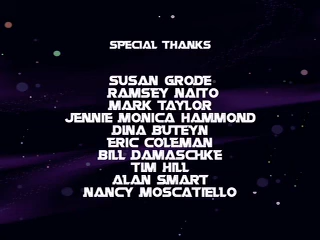 SPECIAL THANKS
SUSAN GRODE
RAMSEY NAITO
MARK TAYLOR
JENNIE MONICA HAMMOND
DINA BUTEYN
ERIC COLEMAN
BILL DAMASCHKE
TIM HILL
ALAN SMART
NANCY MOSCATIELLO